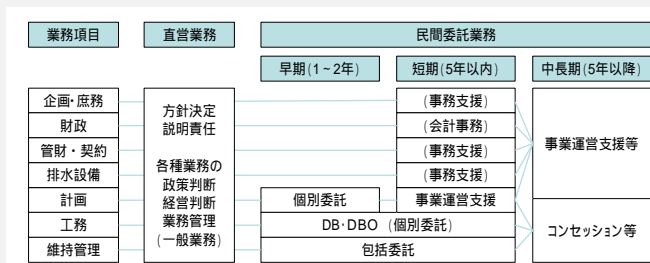 業務項目
直営業務
民間委託業務
早期(1~2年)
短期(5年以内)
中長期(5年以降)
企画・庶務
財政
管財・契約
排水設備
計画
工務
維持管理
方針決定
説明責任
各種業務の
政策判断
経営判断
業務管理
(一般業務)
(事務支援)
(会計事務)
(事務支援)
(事務支援)
個別委託
事業運営支援
DB・DBO (個別委託)
包括委託
事業運営支援等
コンセッション等